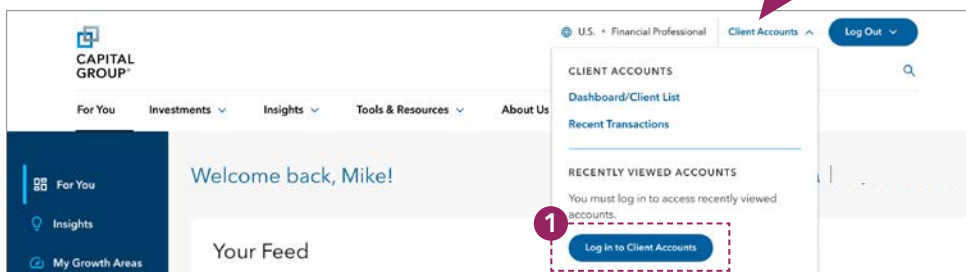 U.S. • Financial Professional
Client Accounts
Log Out
CAPITAL
GROUP®
For You
Investments
Insights
Tools & Resources
About Us
CLIENT ACCOUNTS
Dashboard/Client List
Recent Transactions
RECENTLY VIEWED ACCOUNTS
You must log in to access recently viewed
accounts.
1
Log in to Client Accounts
For You
Insights
My Growth Areas
Welcome back, Mike!
Your Feed